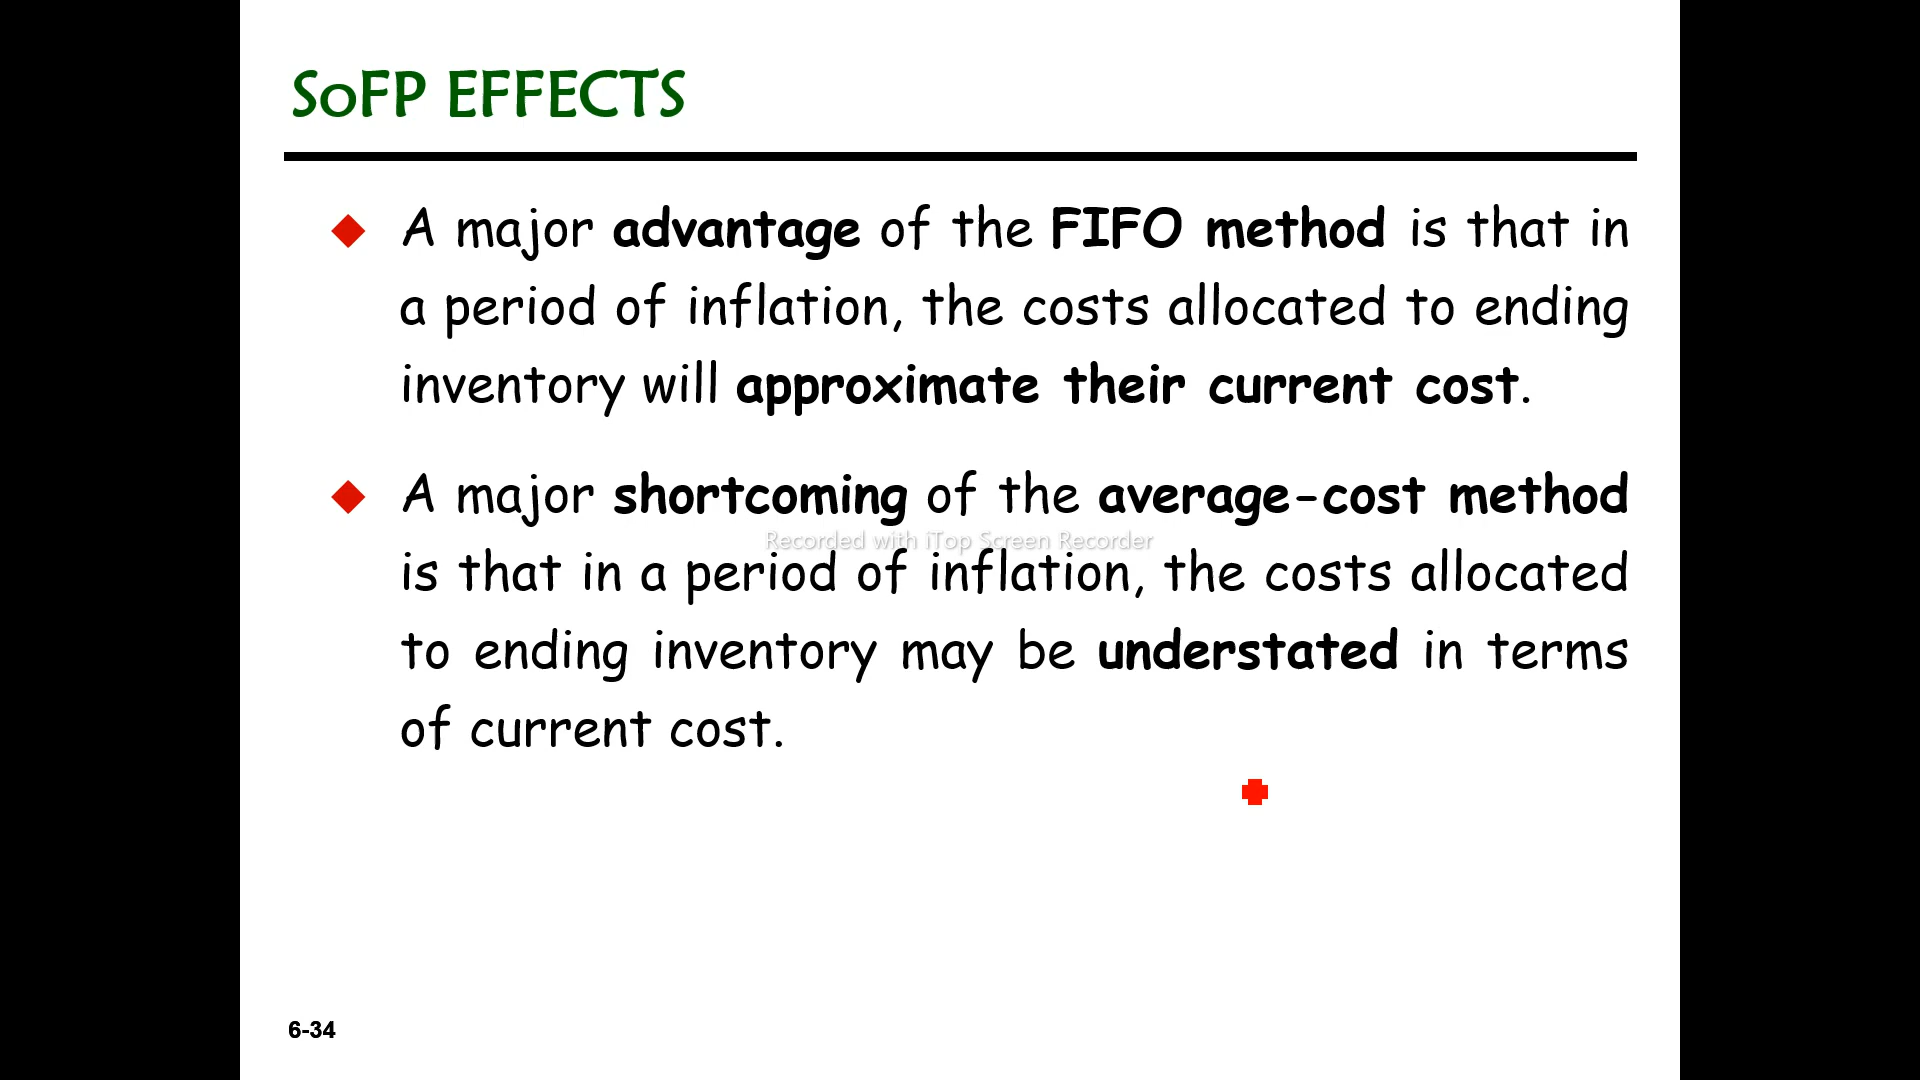 SoFP EFFECTS
A major advantage of the FIFO method is that in
a period of inflation, the costs allocated to ending
inventory will approximate their current cost.
A major shortcoming of the average-cost method
Recorded with iTop Screen Recorder
is that in a period of inflation, the costs allocated
to ending inventory may be understated in terms
of current cost.
6-34